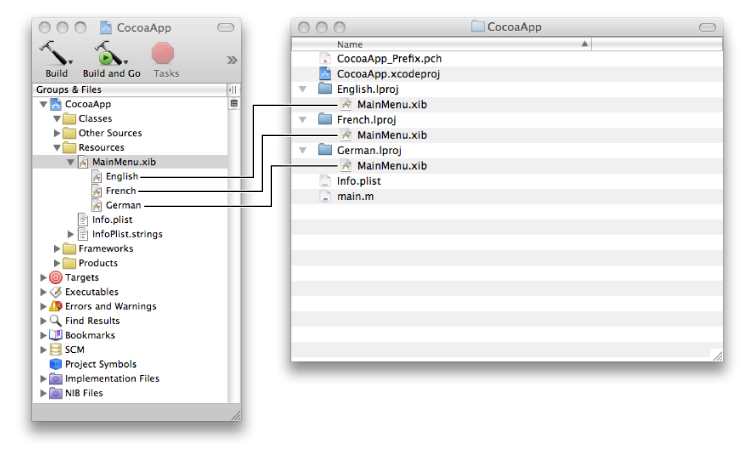 CocoaApp
Build
Build and Go
Tasks
Groups & Files
CocoaApp
Classes
Other Sources
Resources
MainMenu.xib
English
French
German
Info.plist
InfoPlist.strings
Frameworks
Products
Targets
Executables
Errors and Warnings
Find Results
Bookmarks
SCM
Project Symbols
Implementation Files
NIB Files
CocoaApp
Name
CocoaApp_Prefix.pch
CocoaApp.xcodeproj
English.lproj
MainMenu.xib
French.lproj
MainMenu.xib
German.lproj
MainMenu.xib
Info.plist
main.m